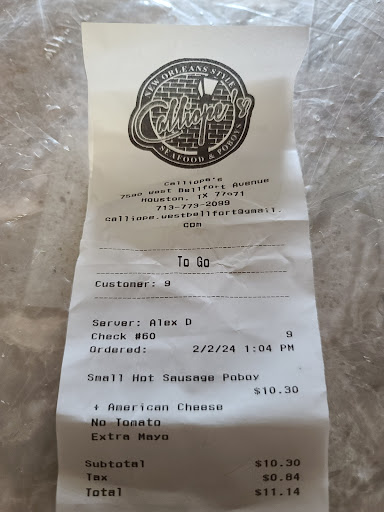 NEW ORLEANS STYLE
Calliope's
SEAFOOD & POBOYS
Calliope's
West Bellfort Avenue
Houston, TX 77071
713-773-2099
calliope.westbellfort@gmail.
com
To Go
Customer: 9
Server: Alex D
Check #60 9
Ordered: 2/2/24 1:04 PM
Small Hot Sausage Poboy
$10.30
+ American Cheese
No Tomato
Extra Mayo
Subtotal $10.30
Tax $0.84
Total $11.14